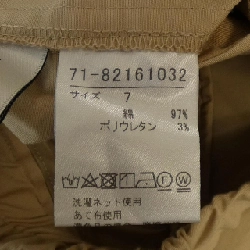 71-82161032
サイズ 7
綿 97%
ポリウレタン 3%
洗濯ネット使用
あて布使用